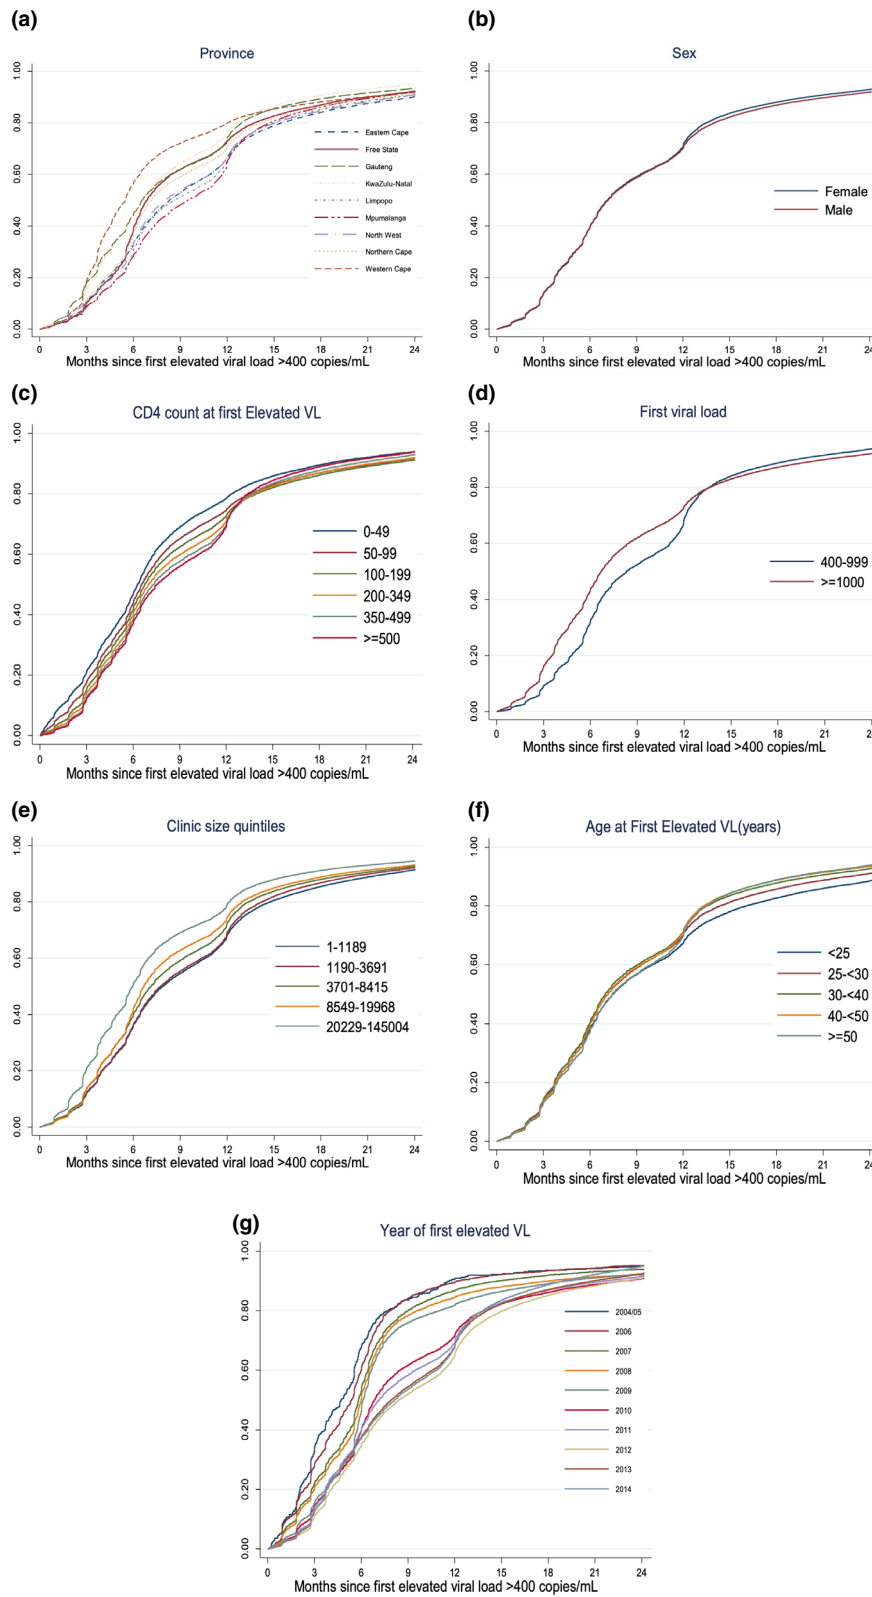 (a)
Province
1.00
0.80
0.60
0.40
0.20
0.00
Eastern Cape
Free State
Gauteng
KwaZulu-Natal
Limpopo
Mpumalanga
North West
Northern Cape
Western Cape
0 3 6 9 12 15 18 21 24
Months since first elevated viral load >400 copies/mL
(b)
Sex
1.00
0.80
0.60
0.40
0.20
0.00
Female
Male
0 3 6 9 12 15 18 21 24
Months since first elevated viral load >400 copies/mL
(c)
CD4 count at first Elevated VL
1.00
0.80
0.60
0.40
0.20
0.00
0-49
50-99
100-199
200-349
350-499
>=500
0 3 6 9 12 15 18 21 24
Months since first elevated viral load >400 copies/mL
(d)
First viral load
1.00
0.80
0.60
0.40
0.20
0.00
400-999
>=1000
0 3 6 9 12 15 18 21 2
Months since first elevated viral load >400 copies/mL
(e)
Clinic size quintiles
1.00
0.80
0.60
0.40
0.20
0.00
1-1189
1190-3691
3701-8415
8549-19968
20229-145004
0 3 6 9 12 15 18 21 24
Months since first elevated viral load >400 copies/mL
(f)
Age at First Elevated VL(years)
1.00
0.80
0.60
0.40
0.20
0.00
<25
25-<30
30-<40
40-<50
>=50
0 3 6 9 12 15 18 21 24
Months since first elevated viral load >400 copies/mL
(g)
Year of first elevated VL
1.00
0.80
0.60
0.40
0.20
0.00
2004/05
2006
2007
2008
2009
2010
2011
2012
2013
2014
0 3 6 9 12 15 18 21 24
Months since first elevated viral load >400 copies/mL